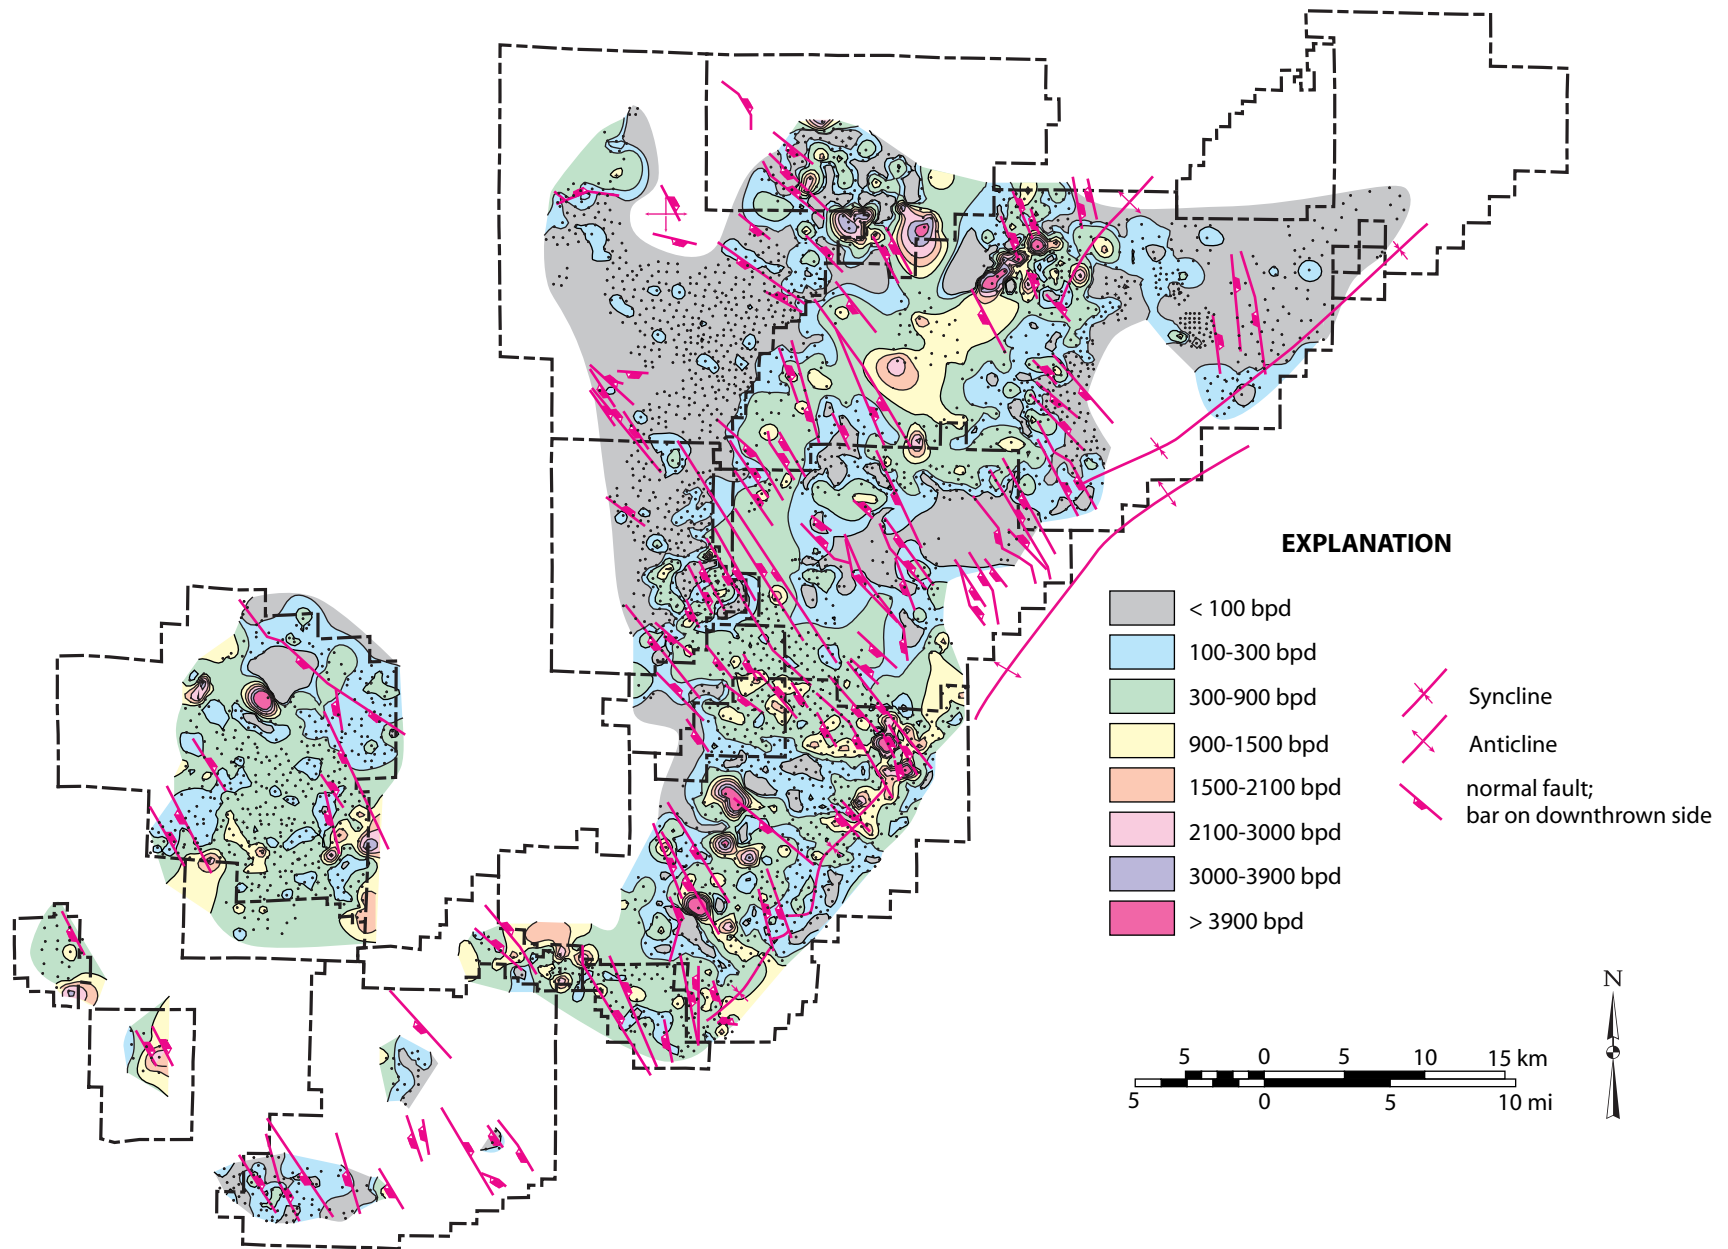 EXPLANATION
< 100 bpd
100-300 bpd
300-900 bpd
900-1500 bpd
1500-2100 bpd
2100-3000 bpd
3000-3900 bpd
> 3900 bpd
Syncline
Anticline
normal fault;
bar on downthrown side
N
5 0 5 10 15 km
5 0 5 10 mi